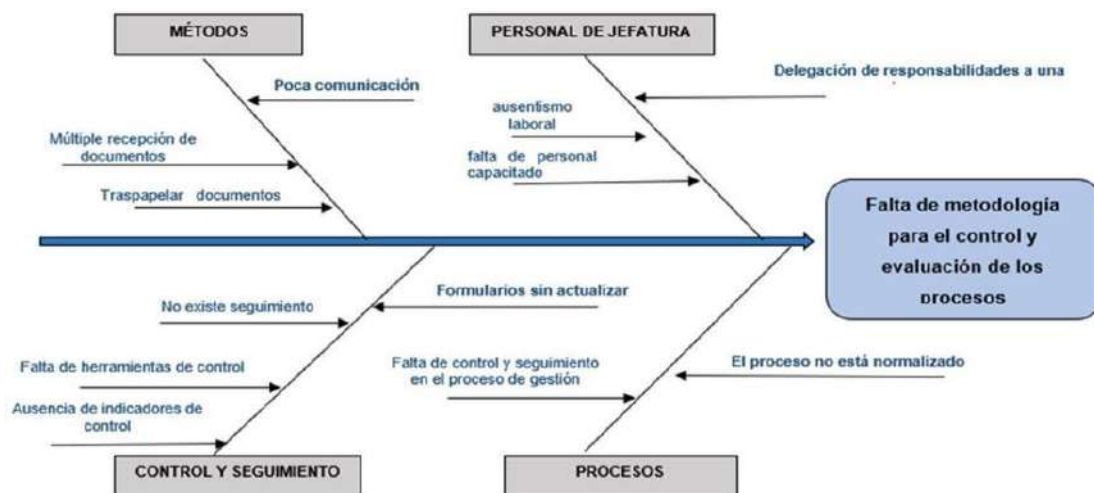 MÉTODOS
PERSONAL DE JEFATURA
Poca comunicación
Delegación de responsabilidades a una
ausentismo
laboral
Múltiple recepción de
documentos
falta de personal
capacitado
Traspapelar documentos
Falta de metodología
para el control y
evaluación de los
procesos
No existe seguimiento
Formularios sin actualizar
Falta de herramientas de control
Falta de control y seguimiento
en el proceso de gestión
El proceso no está normalizado
Ausencia de indicadores de
control
CONTROL Y SEGUIMIENTO
PROCESOS